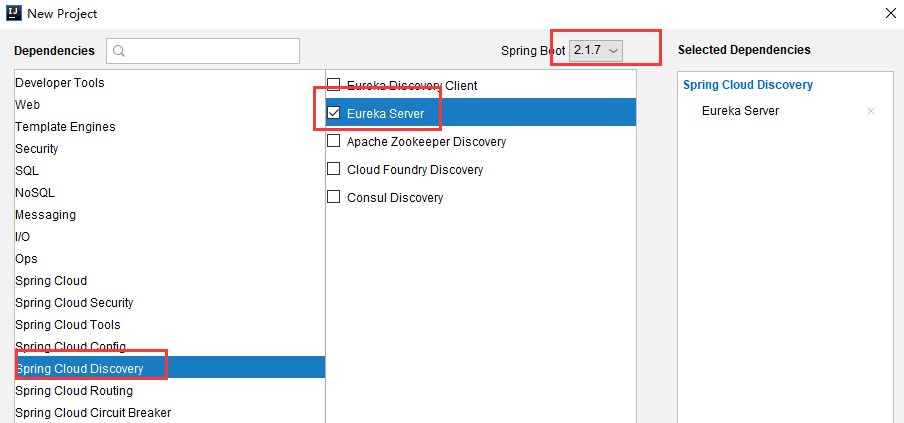 IJ New Project
Dependencies
Spring Boot 2.1.7
Selected Dependencies
Developer Tools
Web
Template Engines
Security
SQL
NoSQL
Messaging
I/O
Ops
Spring Cloud
Spring Cloud Security
Spring Cloud Tools
Spring Cloud Config
Spring Cloud Discovery
Spring Cloud Routing
Spring Cloud Circuit Breaker
Eureka Discovery Client
Eureka Server
Apache Zookeeper Discovery
Cloud Foundry Discovery
Consul Discovery
Spring Cloud Discovery
Eureka Server